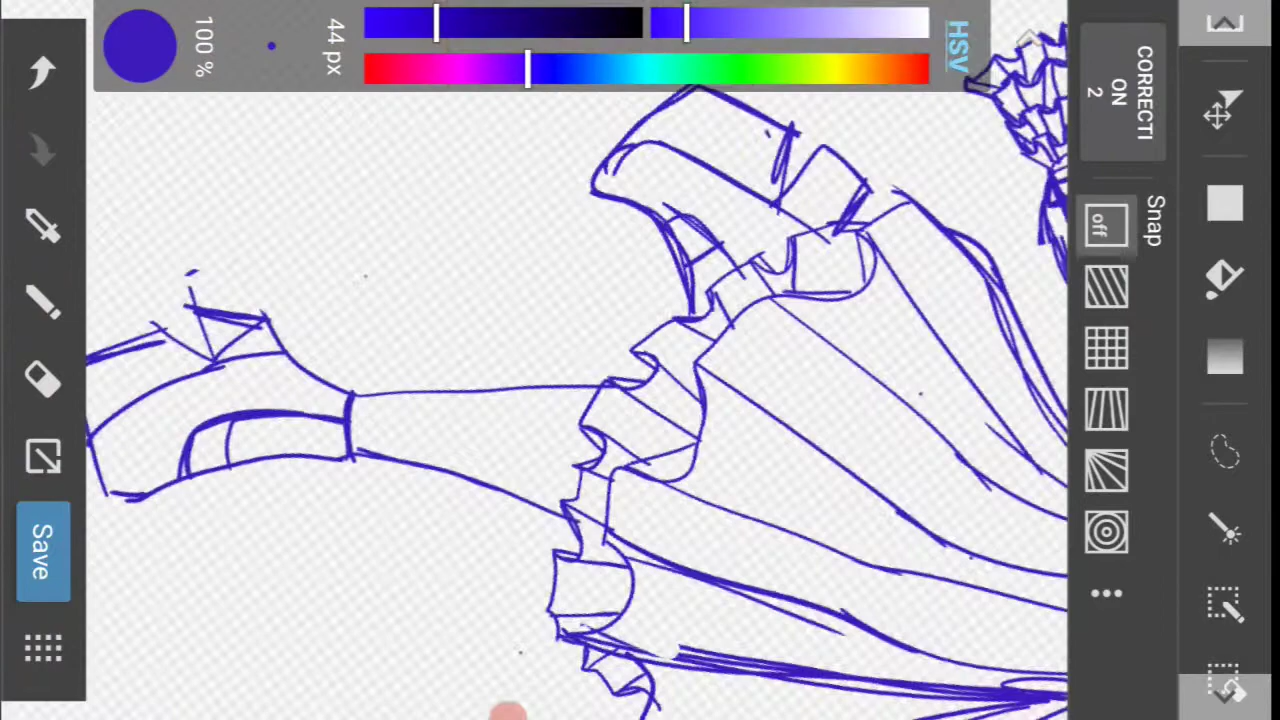 CORRECTI
ON
2
Snap
off
HSV
44 px
100 %
Save